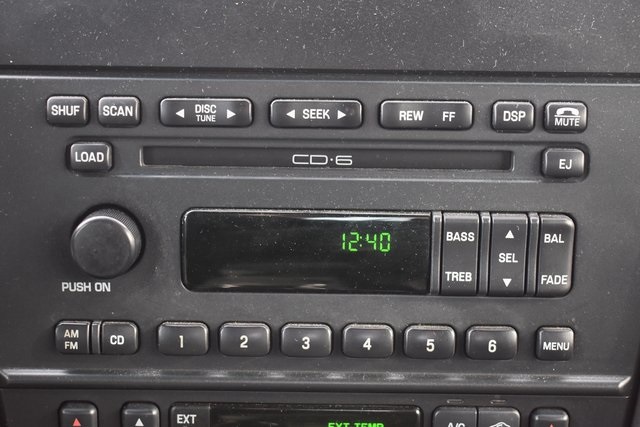 SHUF SCAN DISC TUNE SEEK REW FF DSP MUTE
LOAD CD·6 EJ
12:40 BASS TREB SEL BAL FADE
PUSH ON
AM FM CD 1 2 3 4 5 6 MENU
EXT EXT TEMP A/C